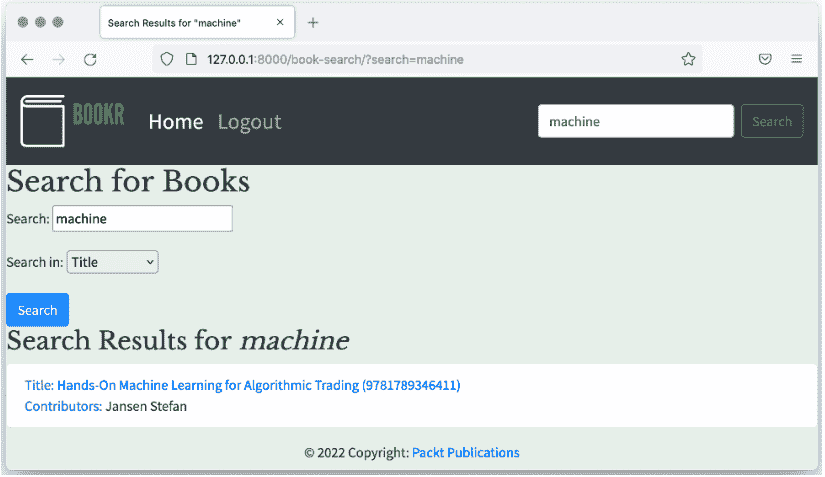 Search Results for "machine"
127.0.0.1:8000/book-search/?search=machine
BOOKR Home Logout machine Search
Search for Books
Search: machine
Search in: Title
Search
Search Results for machine
Title: Hands-On Machine Learning for Algorithmic Trading (9781789346411)
Contributors: Jansen Stefan
© 2022 Copyright: Packt Publications